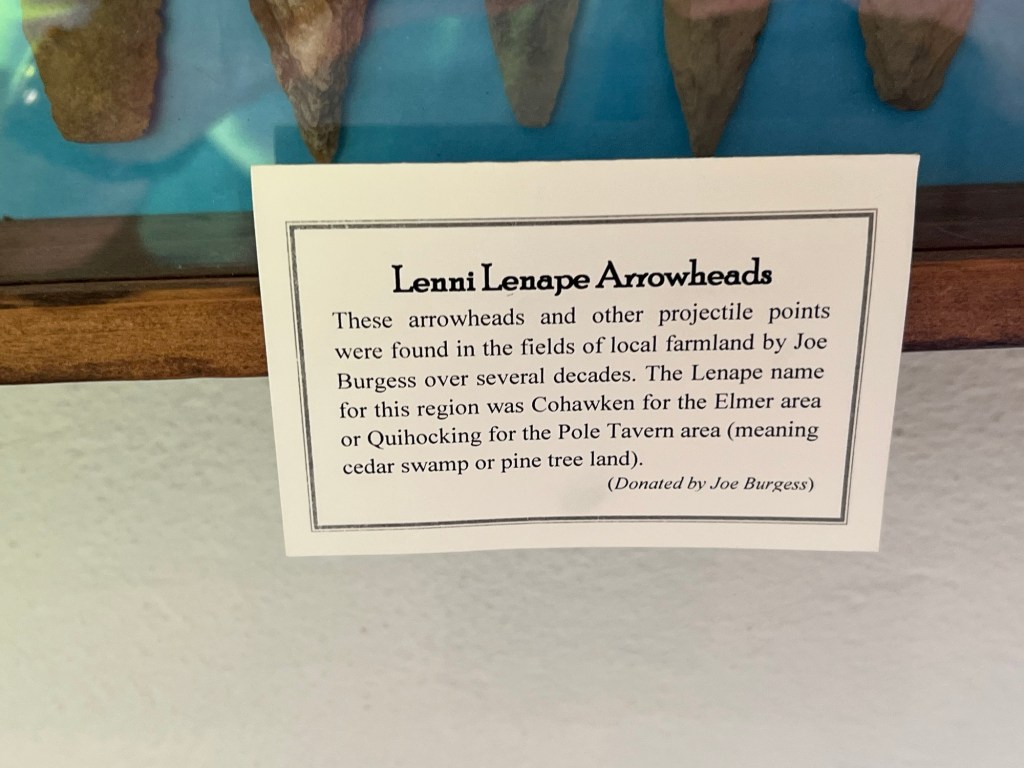 Lenni Lenape Arrowheads
These arrowheads and other projectile points
were found in the fields of local farmland by Joe
Burgess over several decades. The Lenape name
for this region was Cohawken for the Elmer area
or Quihocking for the Pole Tavern area (meaning
cedar swamp or pine tree land).
(Donated by Joe Burgess)